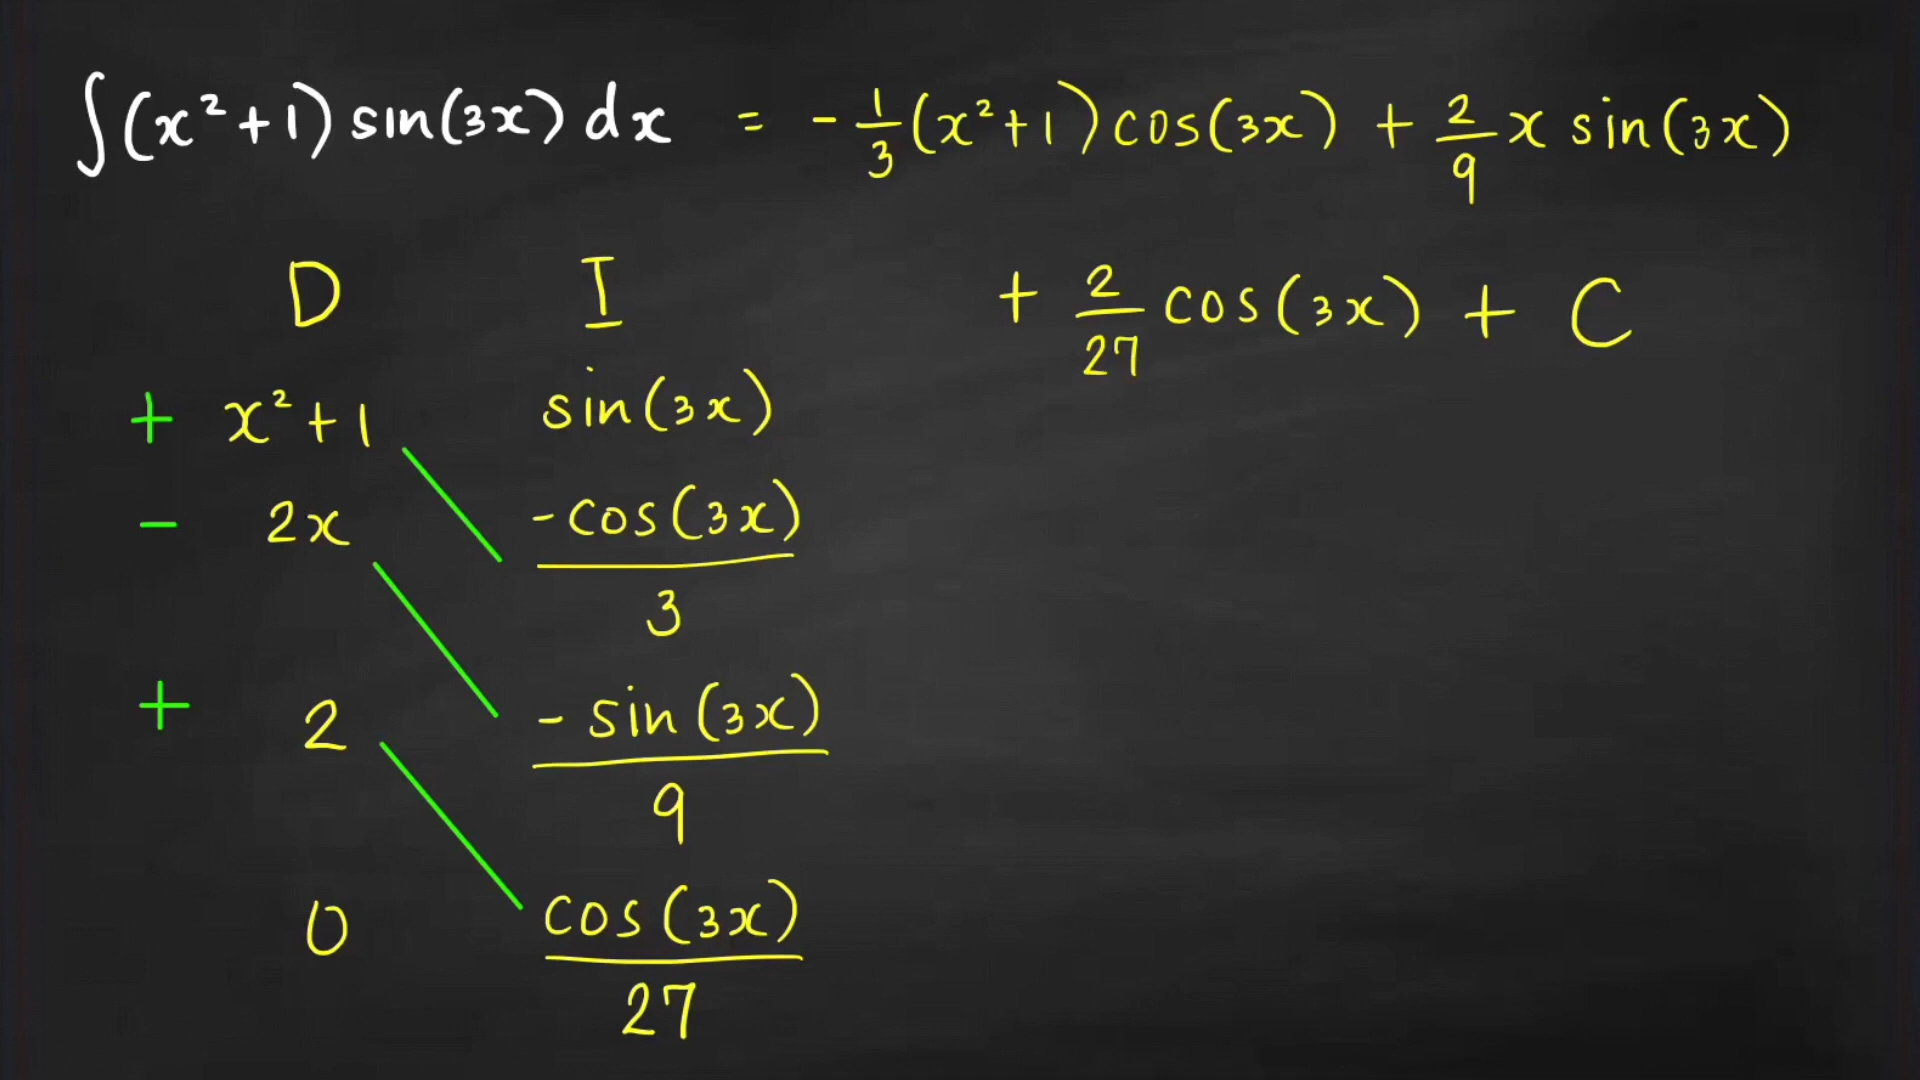 ∫(x²+1) sin(3x) dx = -1/3(x²+1)cos(3x) + 2/9 x sin(3x)
+ 2/27 cos(3x) + C
D I
+ x²+1 sin(3x)
- 2x -cos(3x)/3
+ 2 -sin(3x)/9
0 cos(3x)/27